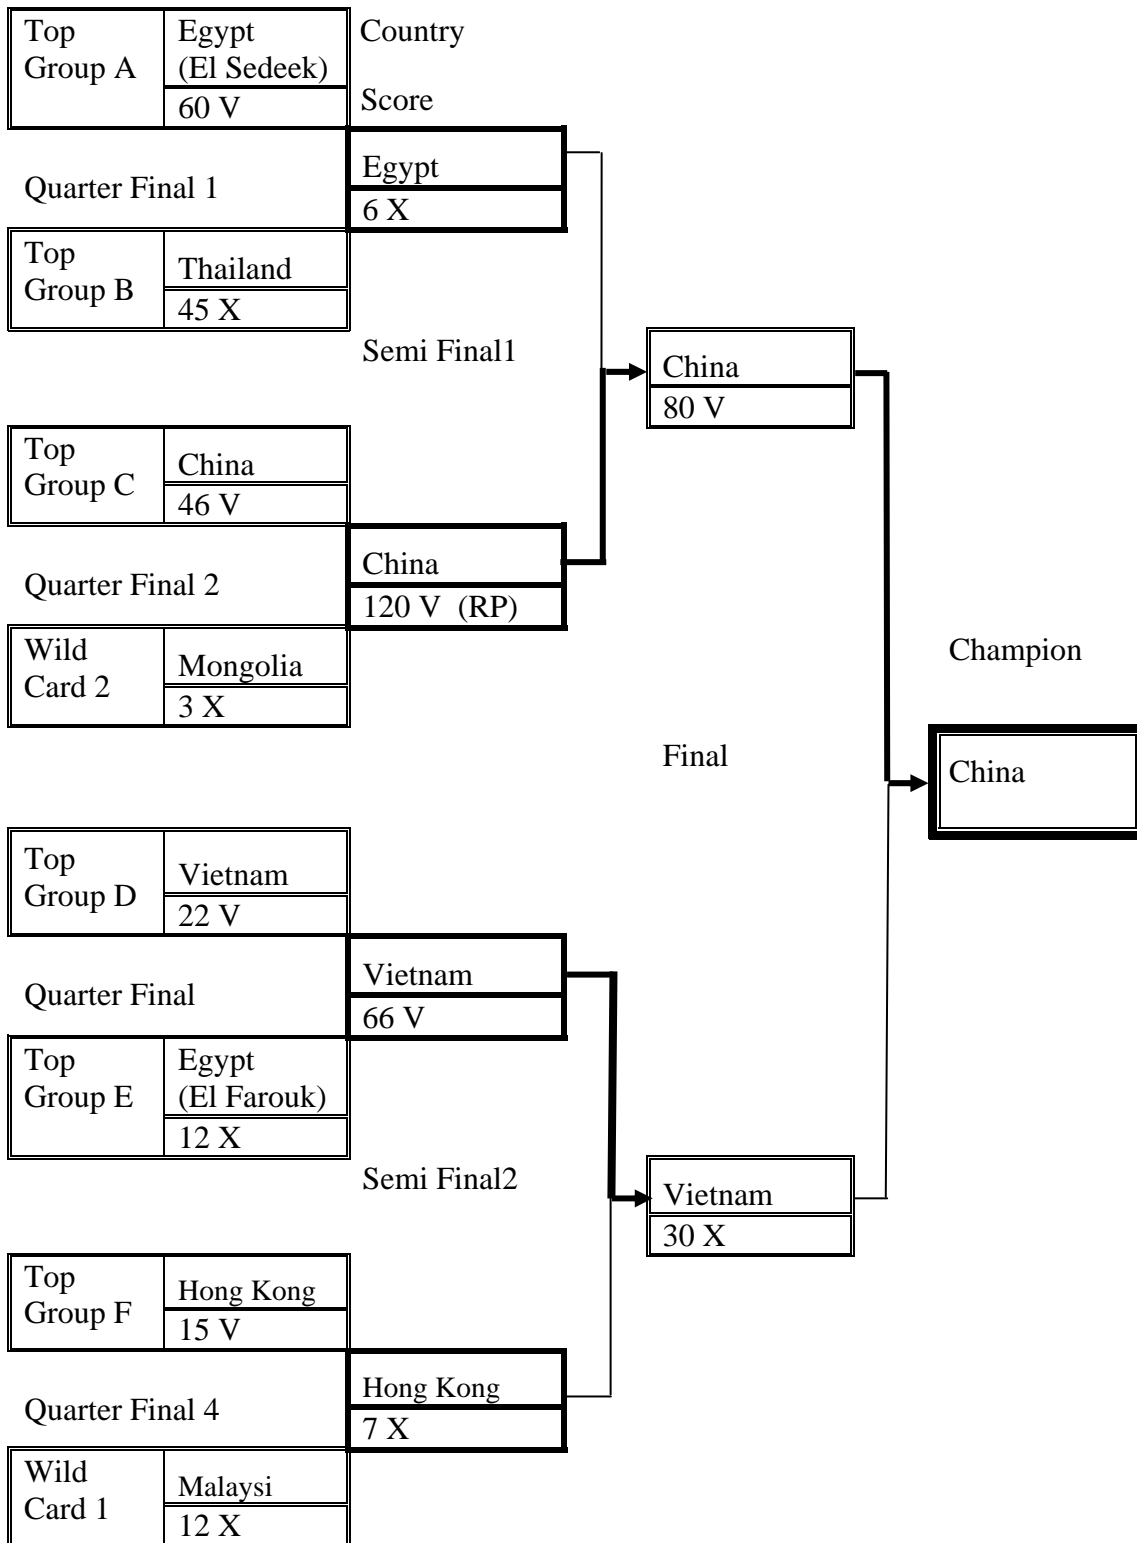 Top
Group A
Egypt
(El Sedeek)
60 V
Country
Score
Quarter Final 1
Egypt
6 X
Top
Group B
Thailand
45 X
Semi Final1
China
80 V
Top
Group C
China
46 V
Quarter Final 2
China
120 V  (RP)
Wild
Card 2
Mongolia
3 X
Champion
Final
China
Top
Group D
Vietnam
22 V
Quarter Final
Vietnam
66 V
Top
Group E
Egypt
(El Farouk)
12 X
Semi Final2
Vietnam
30 X
Top
Group F
Hong Kong
15 V
Quarter Final 4
Hong Kong
7 X
Wild
Card 1
Malaysi
12 X